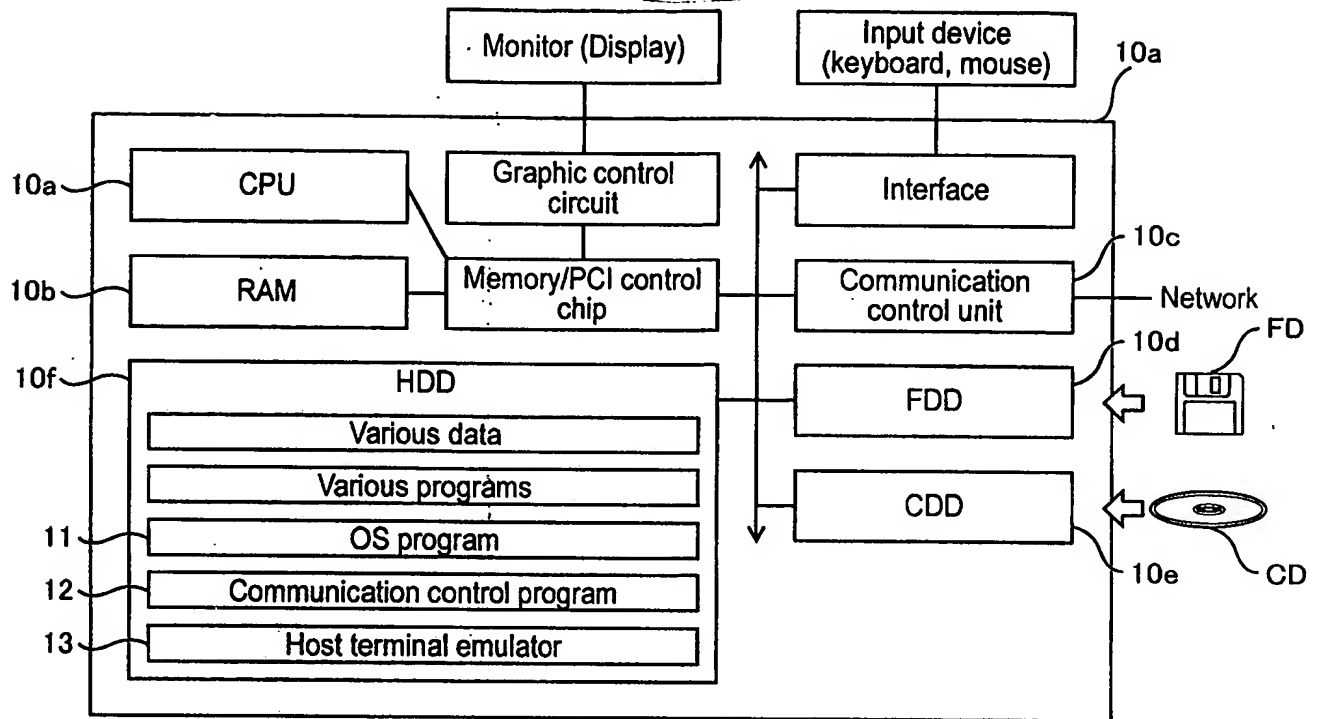 Monitor (Display)
Input device
(keyboard, mouse)
10a
10a
CPU
Graphic control
circuit
Interface
10b
RAM
Memory/PCI control
chip
10c
Communication
control unit
Network
10f
HDD
10d
FDD
FD
Various data
Various programs
11
OS program
CDD
10e
CD
12
Communication control program
13
Host terminal emulator